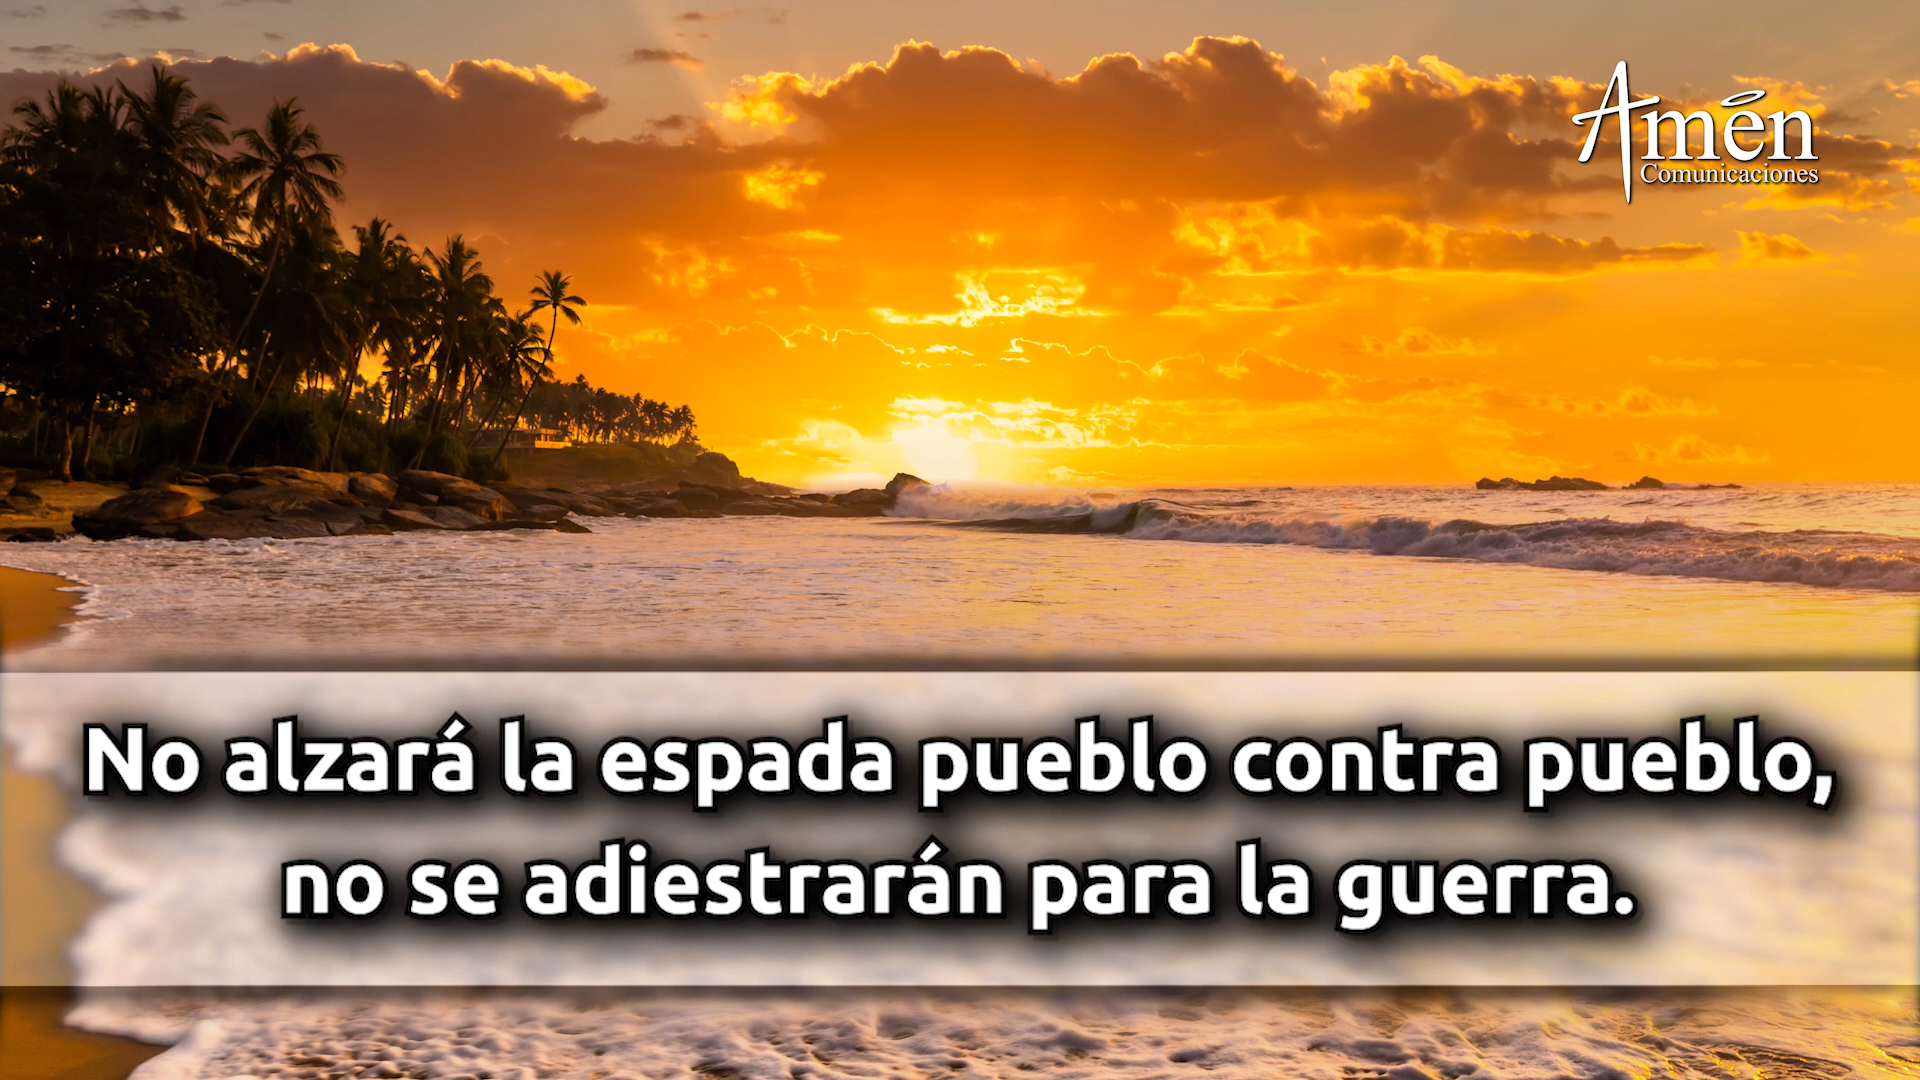 Amén
Comunicaciones
No alzará la espada pueblo contra pueblo,
no se adiestrarán para la guerra.